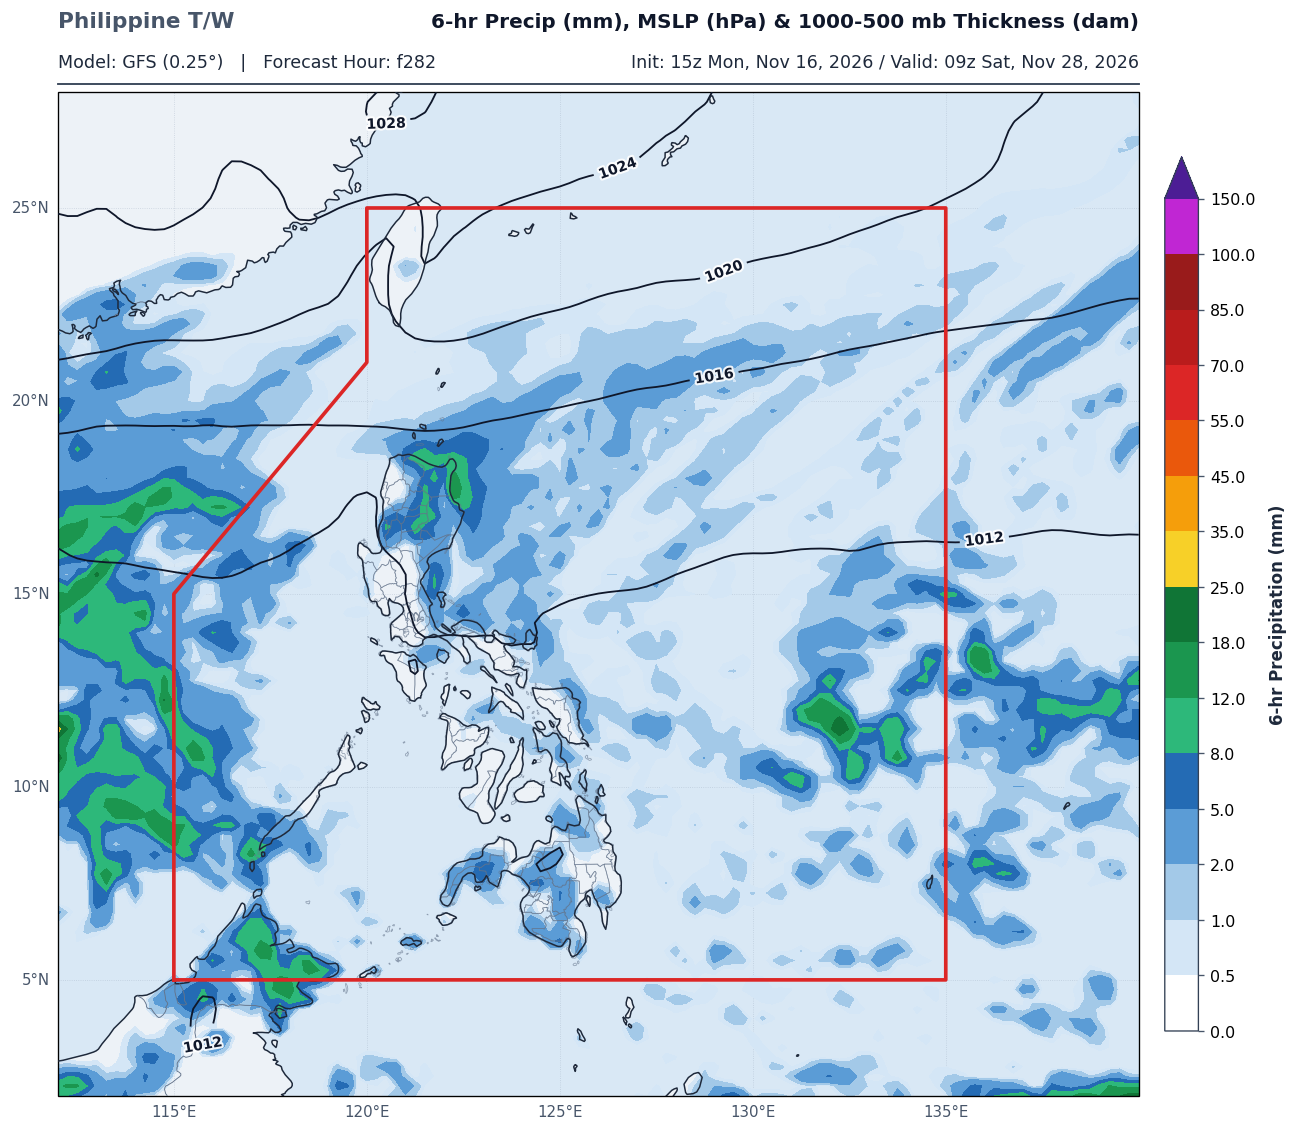 Philippine T/W
6-hr Precip (mm), MSLP (hPa) & 1000-500 mb Thickness (dam)
Model: GFS (0.25°) | Forecast Hour: f282
Init: 15z Mon, Nov 16, 2026 / Valid: 09z Sat, Nov 28, 2026
1028
1024
1020
1016
1012
1012
25°N
20°N
15°N
10°N
5°N
115°E
120°E
125°E
130°E
135°E
150.0
100.0
85.0
70.0
55.0
45.0
35.0
25.0
18.0
12.0
8.0
5.0
2.0
1.0
0.5
0.0
6-hr Precipitation (mm)